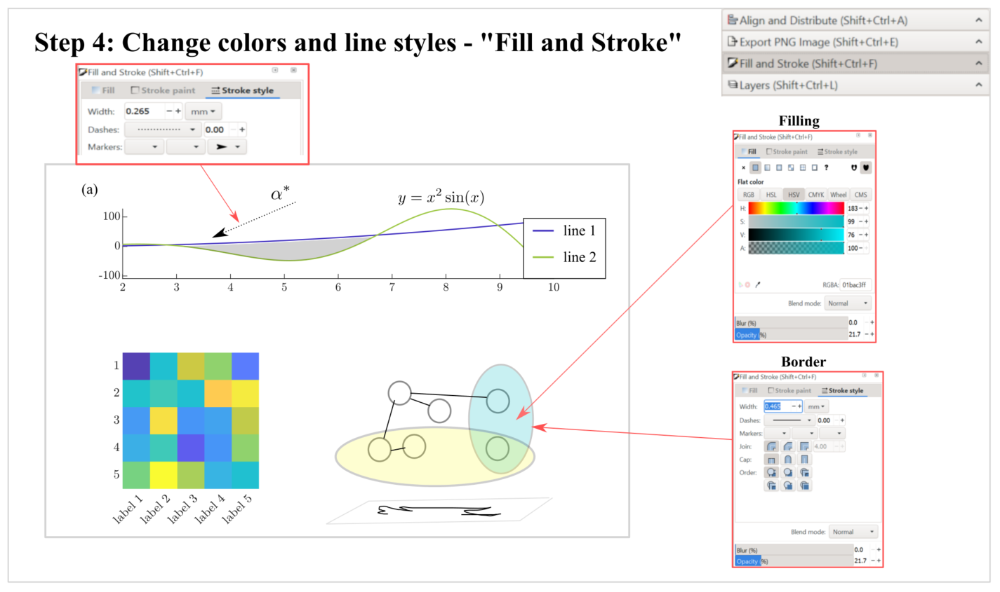 Step 4: Change colors and line styles - "Fill and Stroke"
Align and Distribute (Shift+Ctrl+A)
Export PNG Image (Shift+Ctrl+E)
Fill and Stroke (Shift+Ctrl+F)
Layers (Shift+Ctrl+L)
Fill and Stroke (Shift+Ctrl+F)
Fill Stroke paint Stroke style
Width: 0.265 − + mm
Dashes: 0.00 − +
Markers:
(a)
α*
y = x² sin(x)
100
0
-100
2 3 4 5 6 7 8 9 10
line 1
line 2
1
2
3
4
5
label 1 label 2 label 3 label 4 label 5
Filling
Fill and Stroke (Shift+Ctrl+F)
Fill Stroke paint Stroke style
× ?
Flat color
RGB HSL HSV CMYK Wheel CMS
H: 183 − +
S: 99 − +
V: 76 − +
A: 100 − +
RGBA: 01bac3ff
Blend mode: Normal
Blur (%) 0.0 − +
Opacity (%) 21.7 − +
Border
Fill and Stroke (Shift+Ctrl+F)
Fill Stroke paint Stroke style
Width: 0.465 − + mm
Dashes: 0.00 − +
Markers:
Join: 4.00 − +
Cap:
Order:
Blend mode: Normal
Blur (%) 0.0 − +
Opacity (%) 21.7 − +